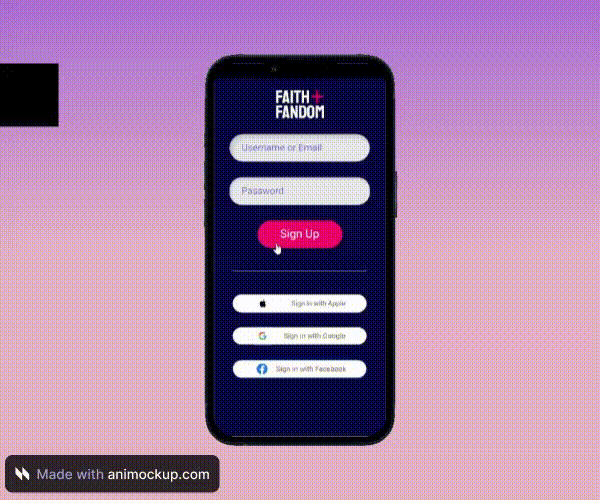 FAITH+
FANDOM
Username or Email
Password
Sign Up
Sign in with Apple
Sign in with Google
Sign in with Facebook
Made with animockup.com